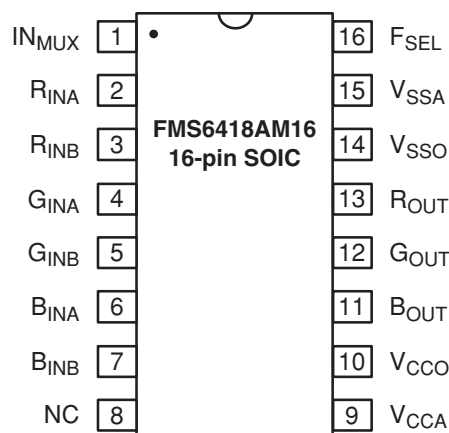 IN_MUX 1 16 F_SEL
R_INA 2 15 V_SSA
FMS6418AM16
R_INB 3 14 V_SSO
16-pin SOIC
G_INA 4 13 R_OUT
G_INB 5 12 G_OUT
B_INA 6 11 B_OUT
B_INB 7 10 V_CCO
NC 8 9 V_CCA